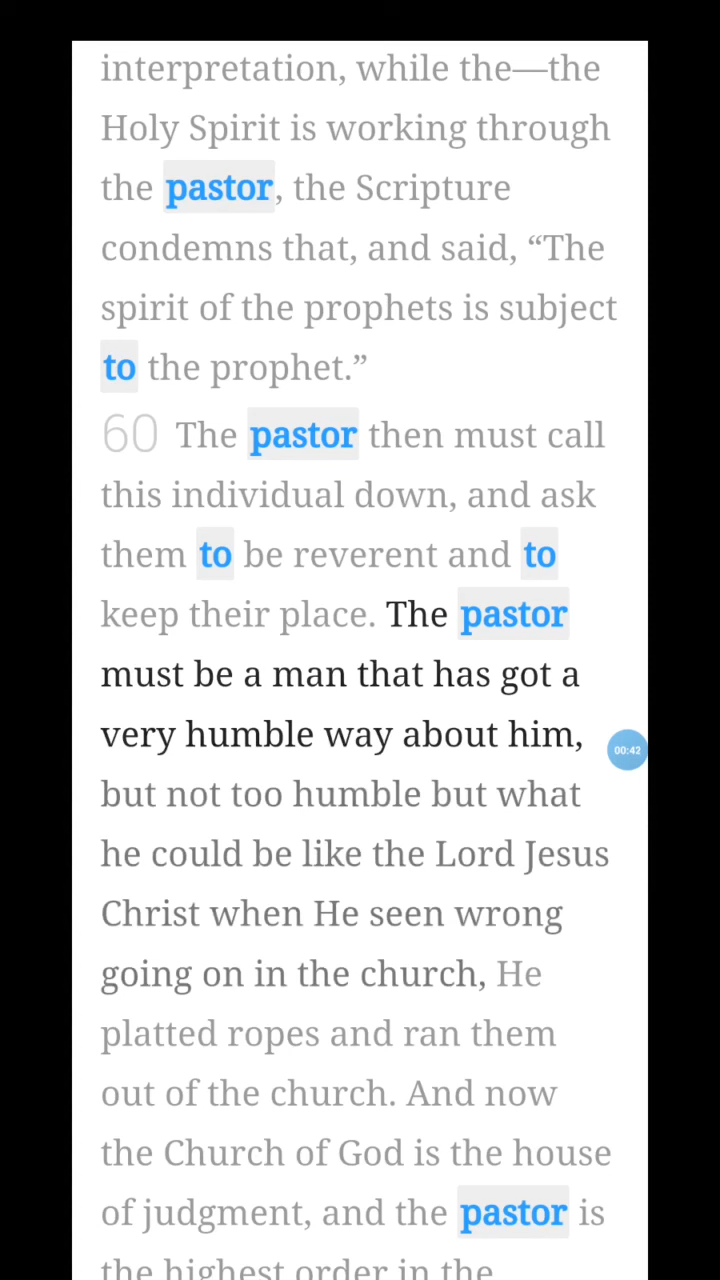 interpretation, while the—the
Holy Spirit is working through
the pastor, the Scripture
condemns that, and said, “The
spirit of the prophets is subject
to the prophet.”
60 The pastor then must call
this individual down, and ask
them to be reverent and to
keep their place. The pastor
must be a man that has got a
very humble way about him,
00:42
but not too humble but what
he could be like the Lord Jesus
Christ when He seen wrong
going on in the church, He
platted ropes and ran them
out of the church. And now
the Church of God is the house
of judgment, and the pastor is
the highest order in the